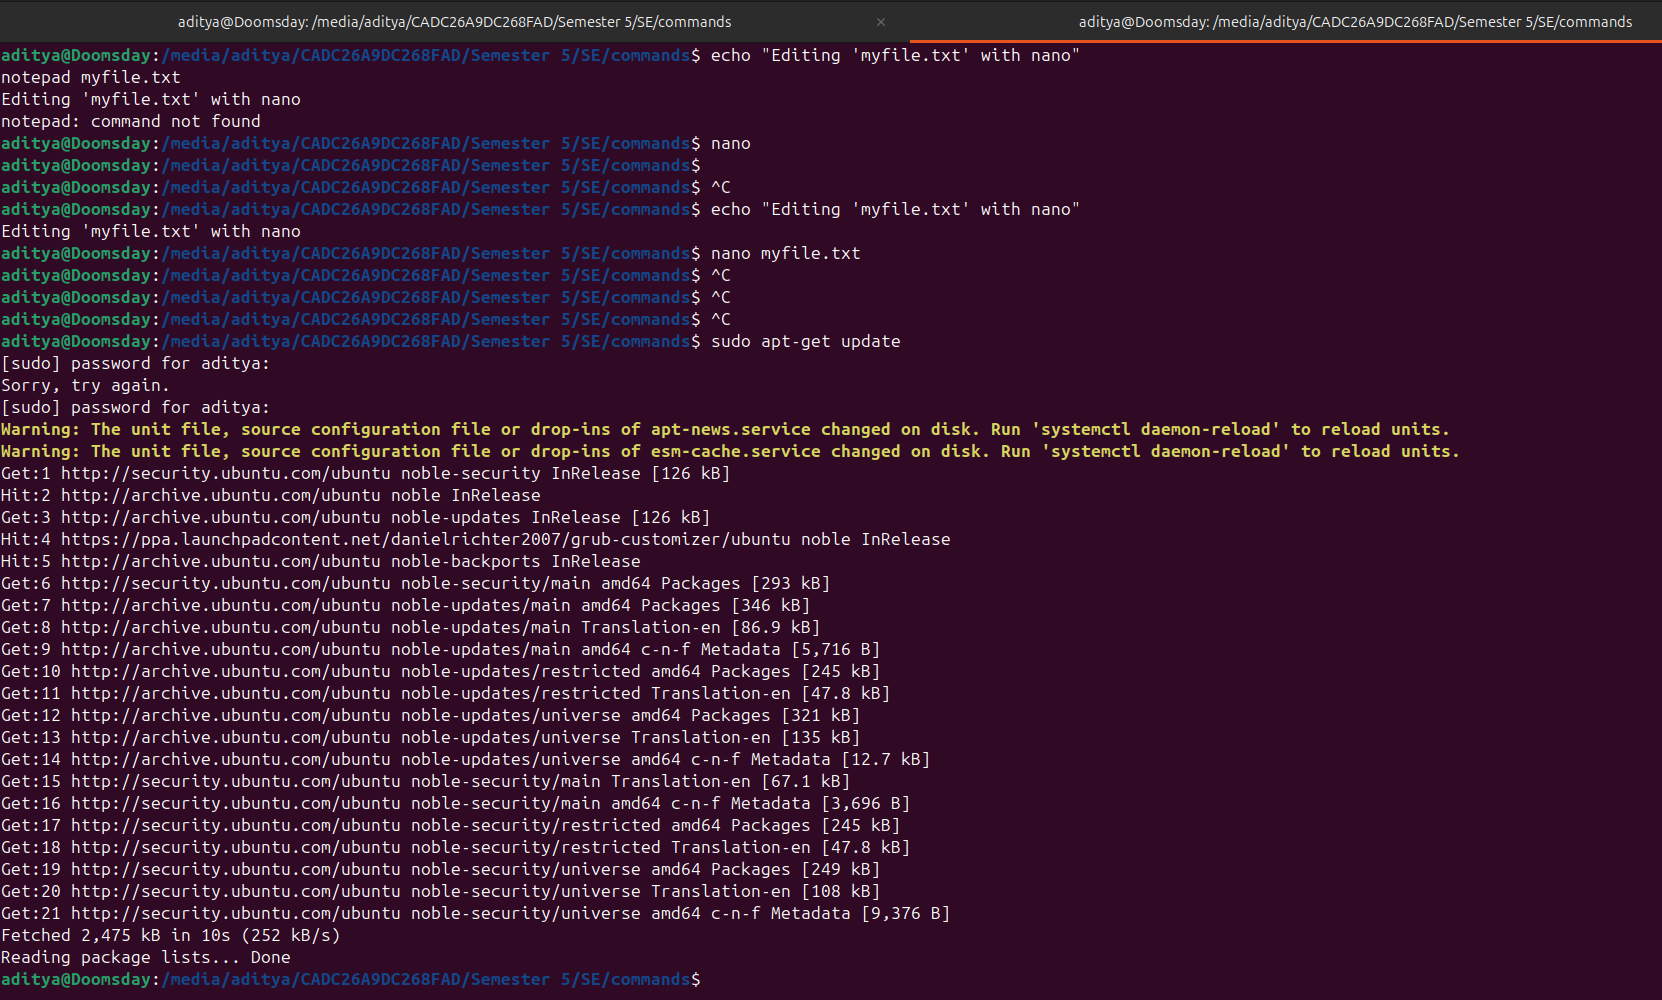 aditya@Doomsday: /media/aditya/CADC26A9DC268FAD/Semester 5/SE/commands × aditya@Doomsday: /media/aditya/CADC26A9DC268FAD/Semester 5/SE/commands
aditya@Doomsday:/media/aditya/CADC26A9DC268FAD/Semester 5/SE/commands$ echo "Editing 'myfile.txt' with nano"
notepad myfile.txt
Editing 'myfile.txt' with nano
notepad: command not found
aditya@Doomsday:/media/aditya/CADC26A9DC268FAD/Semester 5/SE/commands$ nano
aditya@Doomsday:/media/aditya/CADC26A9DC268FAD/Semester 5/SE/commands$
aditya@Doomsday:/media/aditya/CADC26A9DC268FAD/Semester 5/SE/commands$ ^C
aditya@Doomsday:/media/aditya/CADC26A9DC268FAD/Semester 5/SE/commands$ echo "Editing 'myfile.txt' with nano"
Editing 'myfile.txt' with nano
aditya@Doomsday:/media/aditya/CADC26A9DC268FAD/Semester 5/SE/commands$ nano myfile.txt
aditya@Doomsday:/media/aditya/CADC26A9DC268FAD/Semester 5/SE/commands$ ^C
aditya@Doomsday:/media/aditya/CADC26A9DC268FAD/Semester 5/SE/commands$ ^C
aditya@Doomsday:/media/aditya/CADC26A9DC268FAD/Semester 5/SE/commands$ ^C
aditya@Doomsday:/media/aditya/CADC26A9DC268FAD/Semester 5/SE/commands$ sudo apt-get update
[sudo] password for aditya:
Sorry, try again.
[sudo] password for aditya:
Warning: The unit file, source configuration file or drop-ins of apt-news.service changed on disk. Run 'systemctl daemon-reload' to reload units.
Warning: The unit file, source configuration file or drop-ins of esm-cache.service changed on disk. Run 'systemctl daemon-reload' to reload units.
Get:1 http://security.ubuntu.com/ubuntu noble-security InRelease [126 kB]
Hit:2 http://archive.ubuntu.com/ubuntu noble InRelease
Get:3 http://archive.ubuntu.com/ubuntu noble-updates InRelease [126 kB]
Hit:4 https://ppa.launchpadcontent.net/danielrichter2007/grub-customizer/ubuntu noble InRelease
Hit:5 http://archive.ubuntu.com/ubuntu noble-backports InRelease
Get:6 http://security.ubuntu.com/ubuntu noble-security/main amd64 Packages [293 kB]
Get:7 http://archive.ubuntu.com/ubuntu noble-updates/main amd64 Packages [346 kB]
Get:8 http://archive.ubuntu.com/ubuntu noble-updates/main Translation-en [86.9 kB]
Get:9 http://archive.ubuntu.com/ubuntu noble-updates/main amd64 c-n-f Metadata [5,716 B]
Get:10 http://archive.ubuntu.com/ubuntu noble-updates/restricted amd64 Packages [245 kB]
Get:11 http://archive.ubuntu.com/ubuntu noble-updates/restricted Translation-en [47.8 kB]
Get:12 http://archive.ubuntu.com/ubuntu noble-updates/universe amd64 Packages [321 kB]
Get:13 http://archive.ubuntu.com/ubuntu noble-updates/universe Translation-en [135 kB]
Get:14 http://archive.ubuntu.com/ubuntu noble-updates/universe amd64 c-n-f Metadata [12.7 kB]
Get:15 http://security.ubuntu.com/ubuntu noble-security/main Translation-en [67.1 kB]
Get:16 http://security.ubuntu.com/ubuntu noble-security/main amd64 c-n-f Metadata [3,696 B]
Get:17 http://security.ubuntu.com/ubuntu noble-security/restricted amd64 Packages [245 kB]
Get:18 http://security.ubuntu.com/ubuntu noble-security/restricted Translation-en [47.8 kB]
Get:19 http://security.ubuntu.com/ubuntu noble-security/universe amd64 Packages [249 kB]
Get:20 http://security.ubuntu.com/ubuntu noble-security/universe Translation-en [108 kB]
Get:21 http://security.ubuntu.com/ubuntu noble-security/universe amd64 c-n-f Metadata [9,376 B]
Fetched 2,475 kB in 10s (252 kB/s)
Reading package lists... Done
aditya@Doomsday:/media/aditya/CADC26A9DC268FAD/Semester 5/SE/commands$